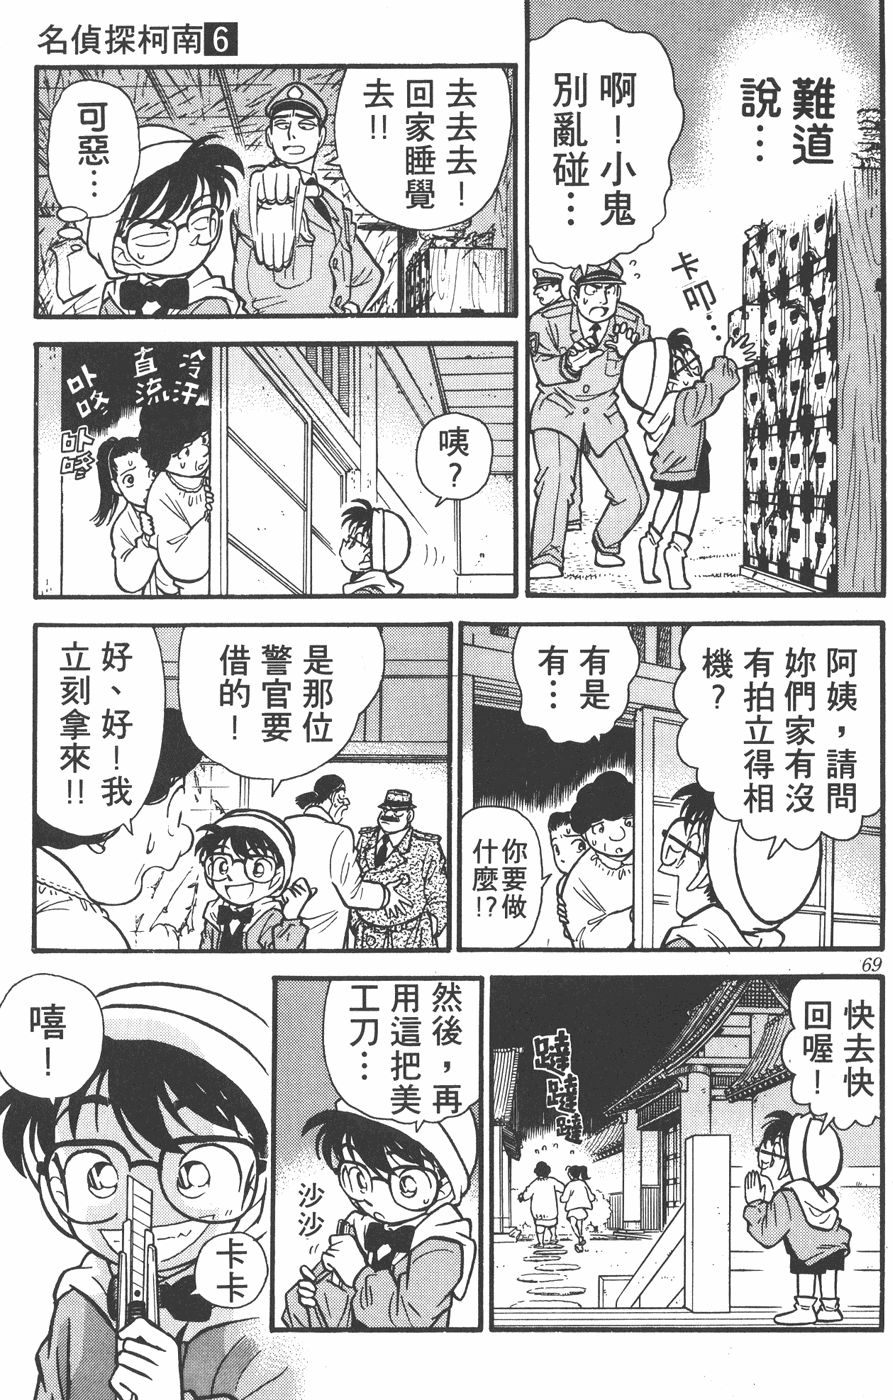 名偵探柯南6
難道
說…
啊！小鬼
別亂碰…
卡
叩
…
去去去！
回家睡覺
去!!
可惡…
咦？
冷汗
直流
卟咚
卟咚
阿姨，請問
妳們家有沒
有拍立得相
機？
有是
有…
你要做
什麼!?
是那位
警官要
借的！
好、好！我
立刻拿來!!
69
快去快
回喔！
躂躂躂
然後，再
用這把美
工刀…
沙沙
嘻！
卡卡